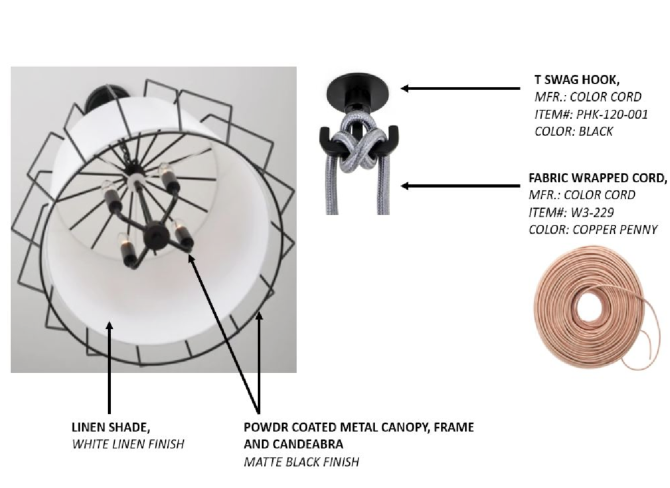 T SWAG HOOK,
MFR.: COLOR CORD
ITEM#: PHK-120-001
COLOR: BLACK
FABRIC WRAPPED CORD,
MFR.: COLOR CORD
ITEM#: W3-229
COLOR: COPPER PENNY
LINEN SHADE,
WHITE LINEN FINISH
POWDR COATED METAL CANOPY, FRAME
AND CANDEABRA
MATTE BLACK FINISH